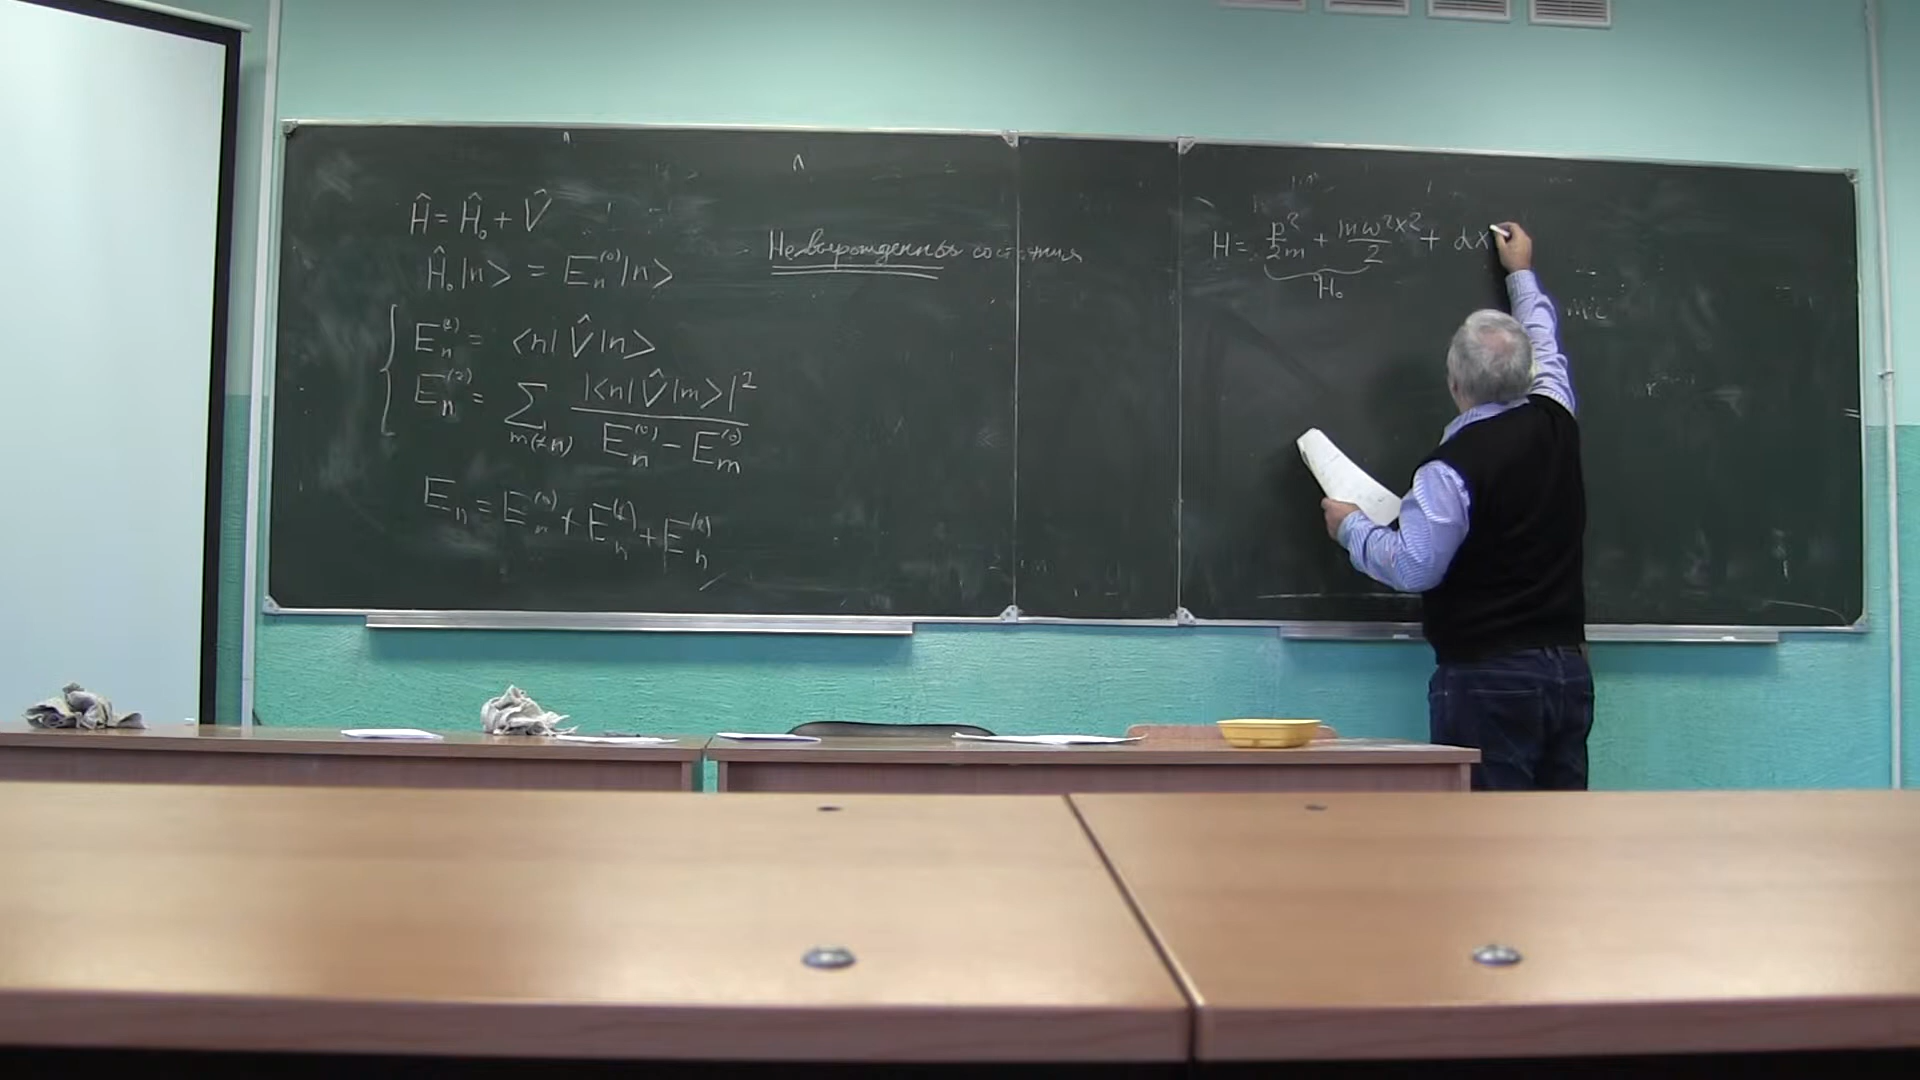 Ĥ = Ĥ₀ + V̂
Ĥ₀|n> = Eₙ⁽⁰⁾|n>
Eₙ⁽¹⁾ = <n|V̂|n>
Eₙ⁽²⁾ = ∑'ₘ₍≠ₙ₎ |<n|V̂|m>|² / (Eₙ⁽⁰⁾ − Eₘ⁽⁰⁾)
Eₙ = Eₙ⁽⁰⁾ + Eₙ⁽¹⁾ + Eₙ⁽²⁾
Невырожденные состояния
H = p²/2m + mω²x²/2 + αx
H₀